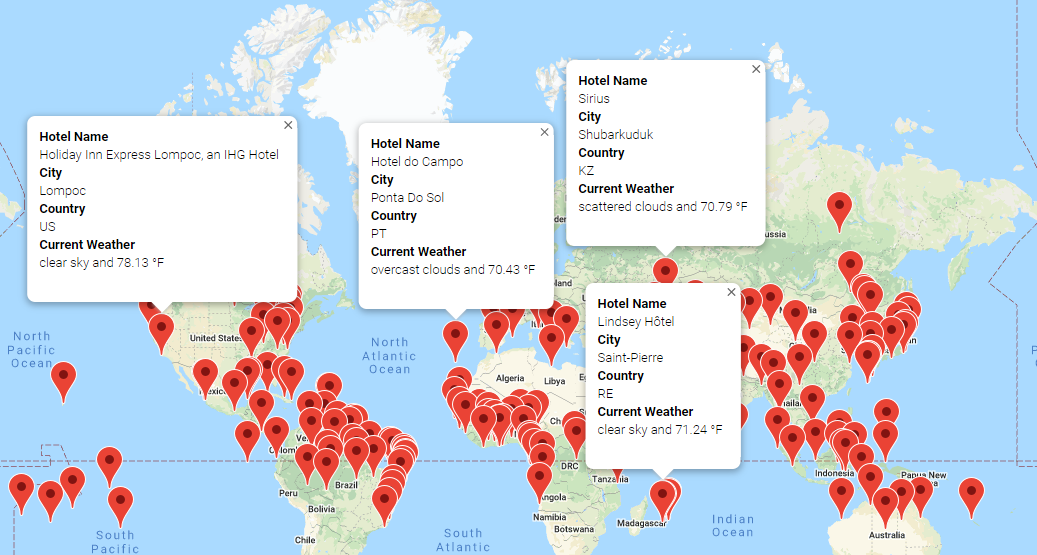 Hotel Name
Holiday Inn Express Lompoc, an IHG Hotel
City
Lompoc
Country
US
Current Weather
clear sky and 78.13 °F
Hotel Name
Hotel do Campo
City
Ponta Do Sol
Country
PT
Current Weather
overcast clouds and 70.43 °F
Hotel Name
Sirius
City
Shubarkuduk
Country
KZ
Current Weather
scattered clouds and 70.79 °F
Hotel Name
Lindsey Hôtel
City
Saint-Pierre
Country
RE
Current Weather
clear sky and 71.24 °F
North
Pacific
Ocean
United States
North
Atlantic
Ocean
Algeria
Libya
DRC
Angola
Namibia
Botswana
Madagascar
Indian
Ocean
Indonesia
Papua New
Australia
Peru
Brazil
Bolivia
Chile
South
Pacific
South
Atlantic